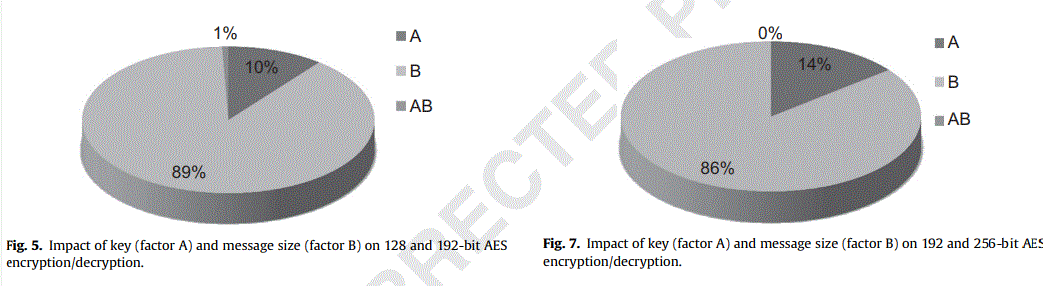 1%
10%
89%
A
B
AB
Fig. 5. Impact of key (factor A) and message size (factor B) on 128 and 192-bit AES
encryption/decryption.
0%
14%
86%
A
B
AB
Fig. 7. Impact of key (factor A) and message size (factor B) on 192 and 256-bit AES
encryption/decryption.